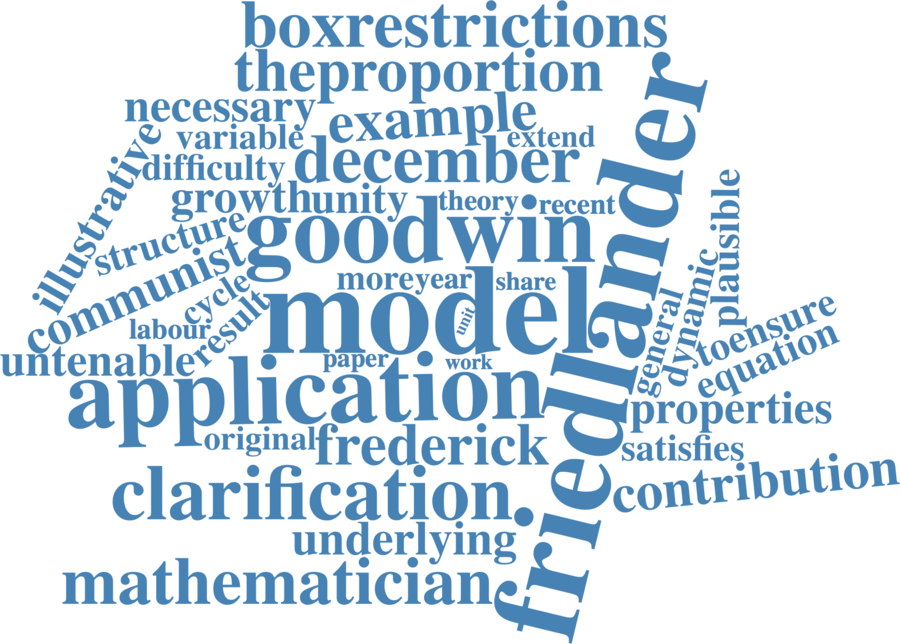 boxrestrictions
theproportion
necessary
example
variable
extend
difficulty
december
illustrative
growthunity
theory
recent
structure
goodwin
friedlander
plausible
communist
cycle
moreyear
share
model
unit
general
dynamic
labour
result
toensure
untenable
paper
work
equation
application
properties
original
frederick
satisfies
clarification.
contribution
underlying
mathematician